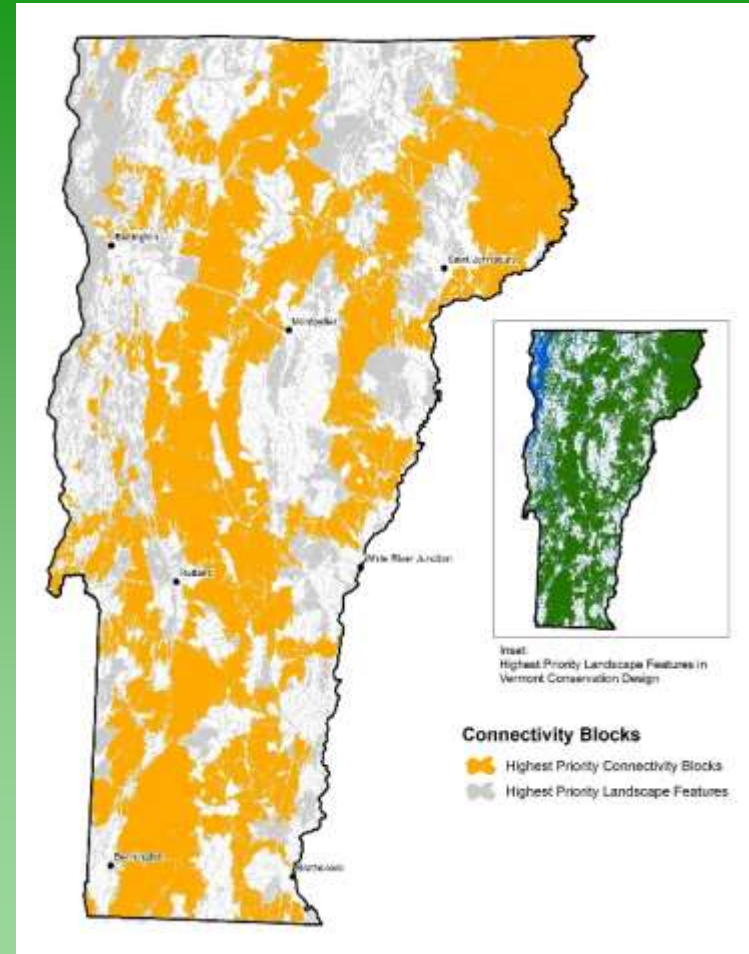 Burlington
Saint Johnsbury
Montpelier
White River Junction
Rutland
Inset:
Highest Priority Landscape Features in
Vermont Conservation Design
Connectivity Blocks
Highest Priority Connectivity Blocks
Highest Priority Landscape Features
Bennington
Brattleboro